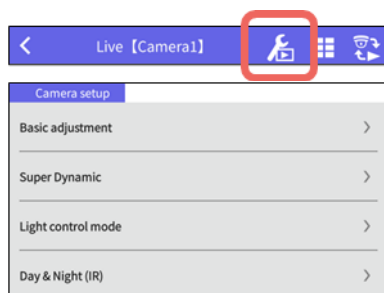 Live【Camera1】
Camera setup
Basic adjustment
Super Dynamic
Light control mode
Day & Night (IR)